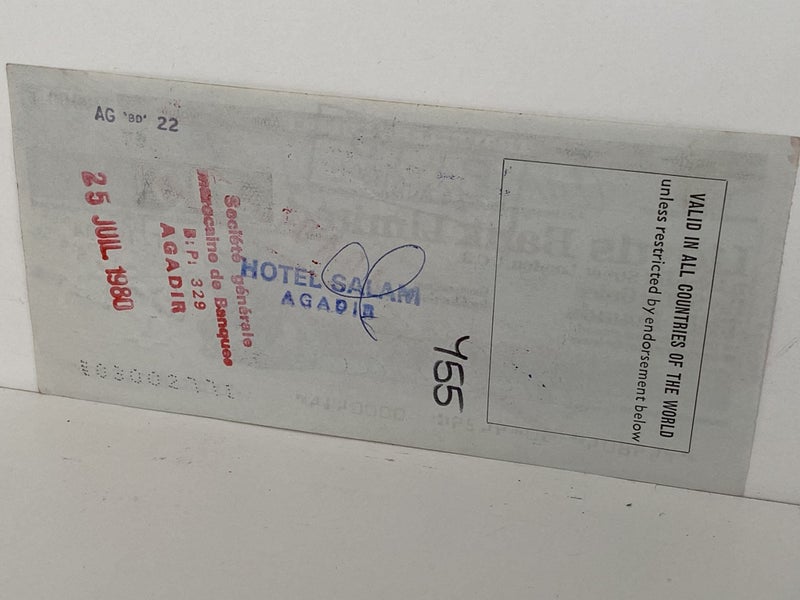 AG 'BD' 22
25 JUIL 1980
Société générale
marocaine de Banques
B.P. 329
AGADIR
HOTEL SALAM
AGADIR
455
VALID IN ALL COUNTRIES OF THE WORLD
unless restricted by endorsement below